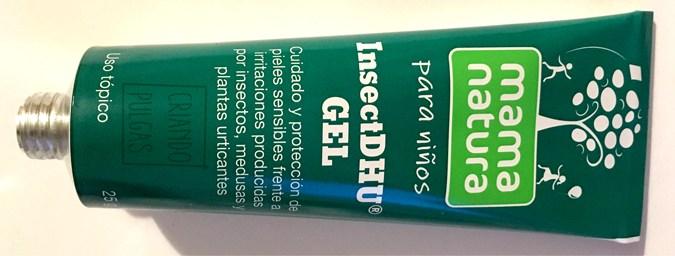 mama
natura
para niños
InsectDHU®
GEL
Cuidado y protección de
pieles sensibles frente a
irritaciones producidas
por insectos, medusas y
plantas urticantes
CRIANDO
PULGAS
Uso tópico
25